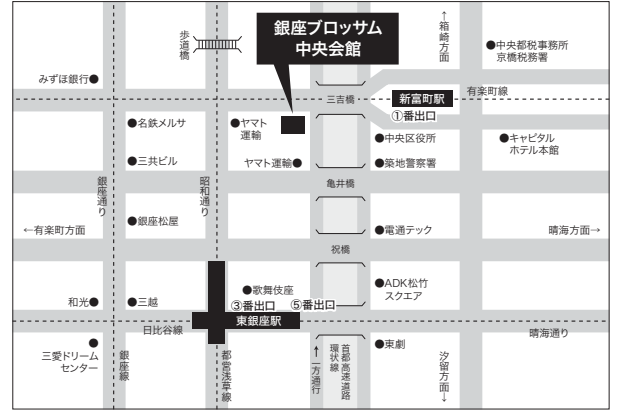 銀座ブロッサム
中央会館
歩道橋
↑箱崎方面
●中央都税事務所
京橋税務署
みずほ銀行●
三吉橋
新富町駅
有楽町線
①番出口
●名鉄メルサ
●ヤマト
運輸
●中央区役所
●キャピタル
ホテル本館
●三共ビル
ヤマト運輸●
●築地警察署
銀座通り
昭和通り
亀井橋
●銀座松屋
←有楽町方面
●電通テック
晴海方面→
祝橋
●歌舞伎座
●ADK松竹
スクエア
和光●
●三越
③番出口
⑤番出口
東銀座駅
日比谷線
晴海通り
●
三愛ドリーム
センター
銀座線
都営浅草線
↑一方通行
首都高速道路
環状線
●東劇
汐留方面↓